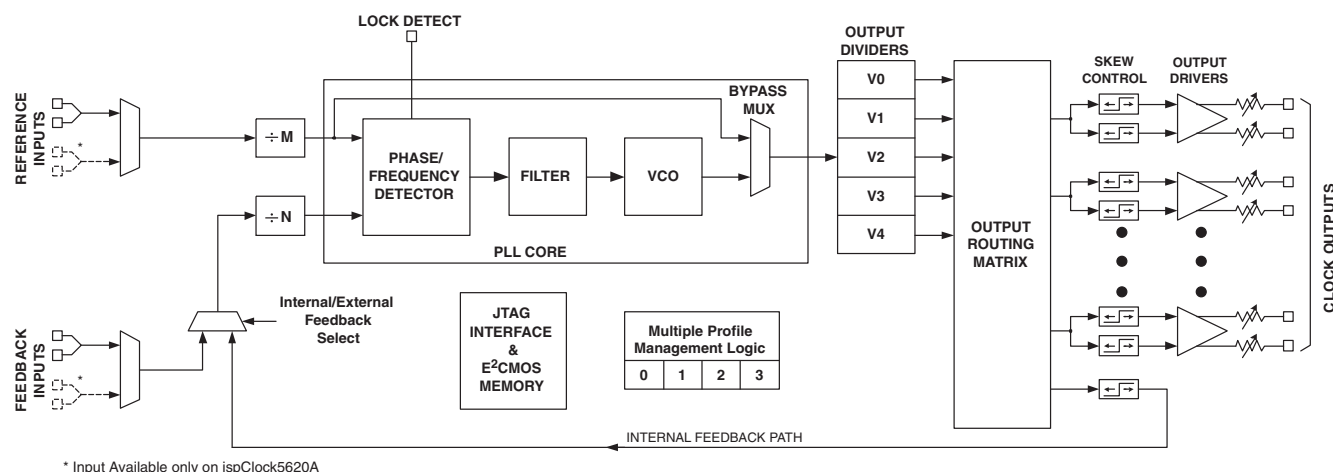 LOCK DETECT
OUTPUT
DIVIDERS
SKEW
CONTROL
OUTPUT
DRIVERS
BYPASS
MUX
REFERENCE
INPUTS
*
÷M
÷N
PHASE/
FREQUENCY
DETECTOR
FILTER
VCO
PLL CORE
V0
V1
V2
V3
V4
OUTPUT
ROUTING
MATRIX
CLOCK OUTPUTS
Internal/External
Feedback
Select
FEEDBACK
INPUTS
*
JTAG
INTERFACE
&
E²CMOS
MEMORY
Multiple Profile
Management Logic
0 1 2 3
INTERNAL FEEDBACK PATH
* Input Available only on ispClock5620A